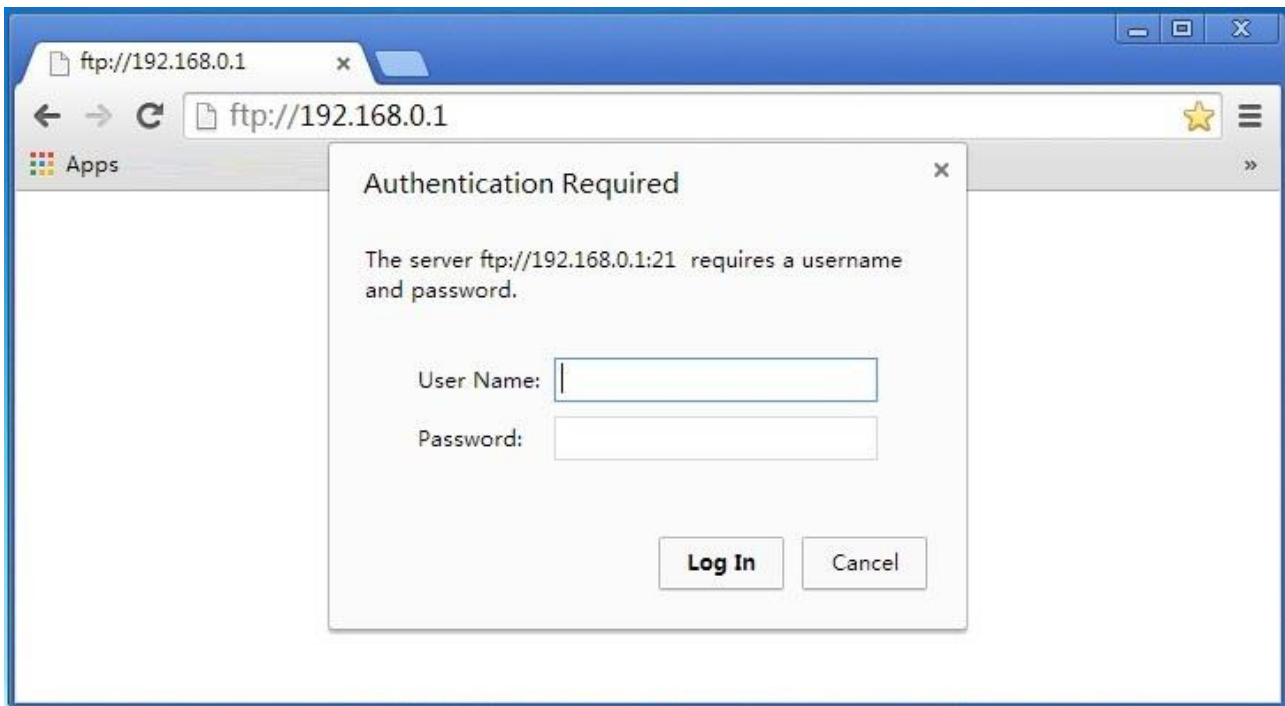 ftp://192.168.0.1
ftp://192.168.0.1
Apps
»
Authentication Required
The server ftp://192.168.0.1:21 requires a username
and password.
User Name:
Password:
Log In Cancel